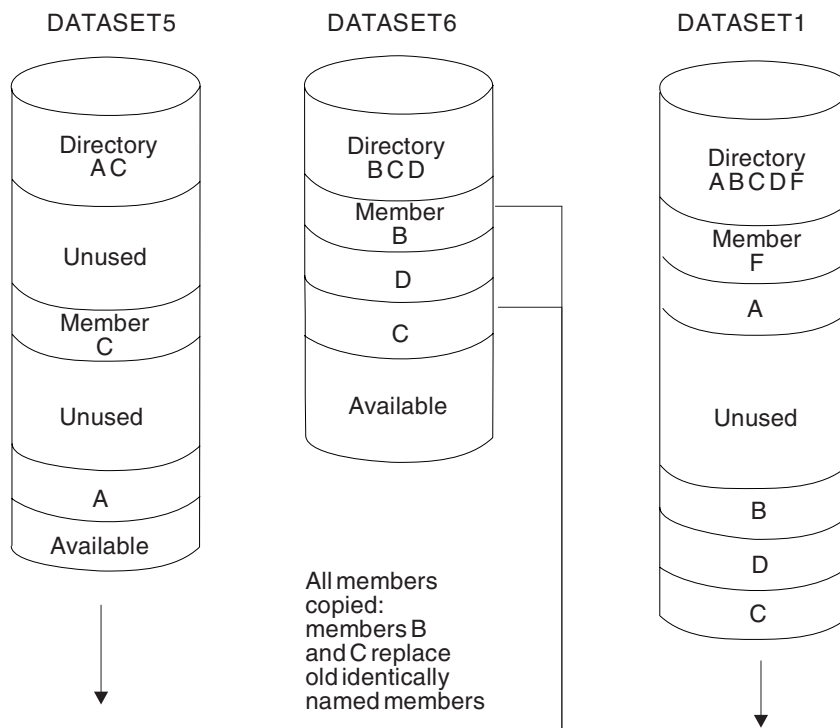 DATASET5
Directory
A C
Unused
Member
C
Unused
A
Available
DATASET6
Directory
B C D
Member
B
D
C
Available
All members
copied:
members B
and C replace
old identically
named members
DATASET1
Directory
A B C D F
Member
F
A
Unused
B
D
C